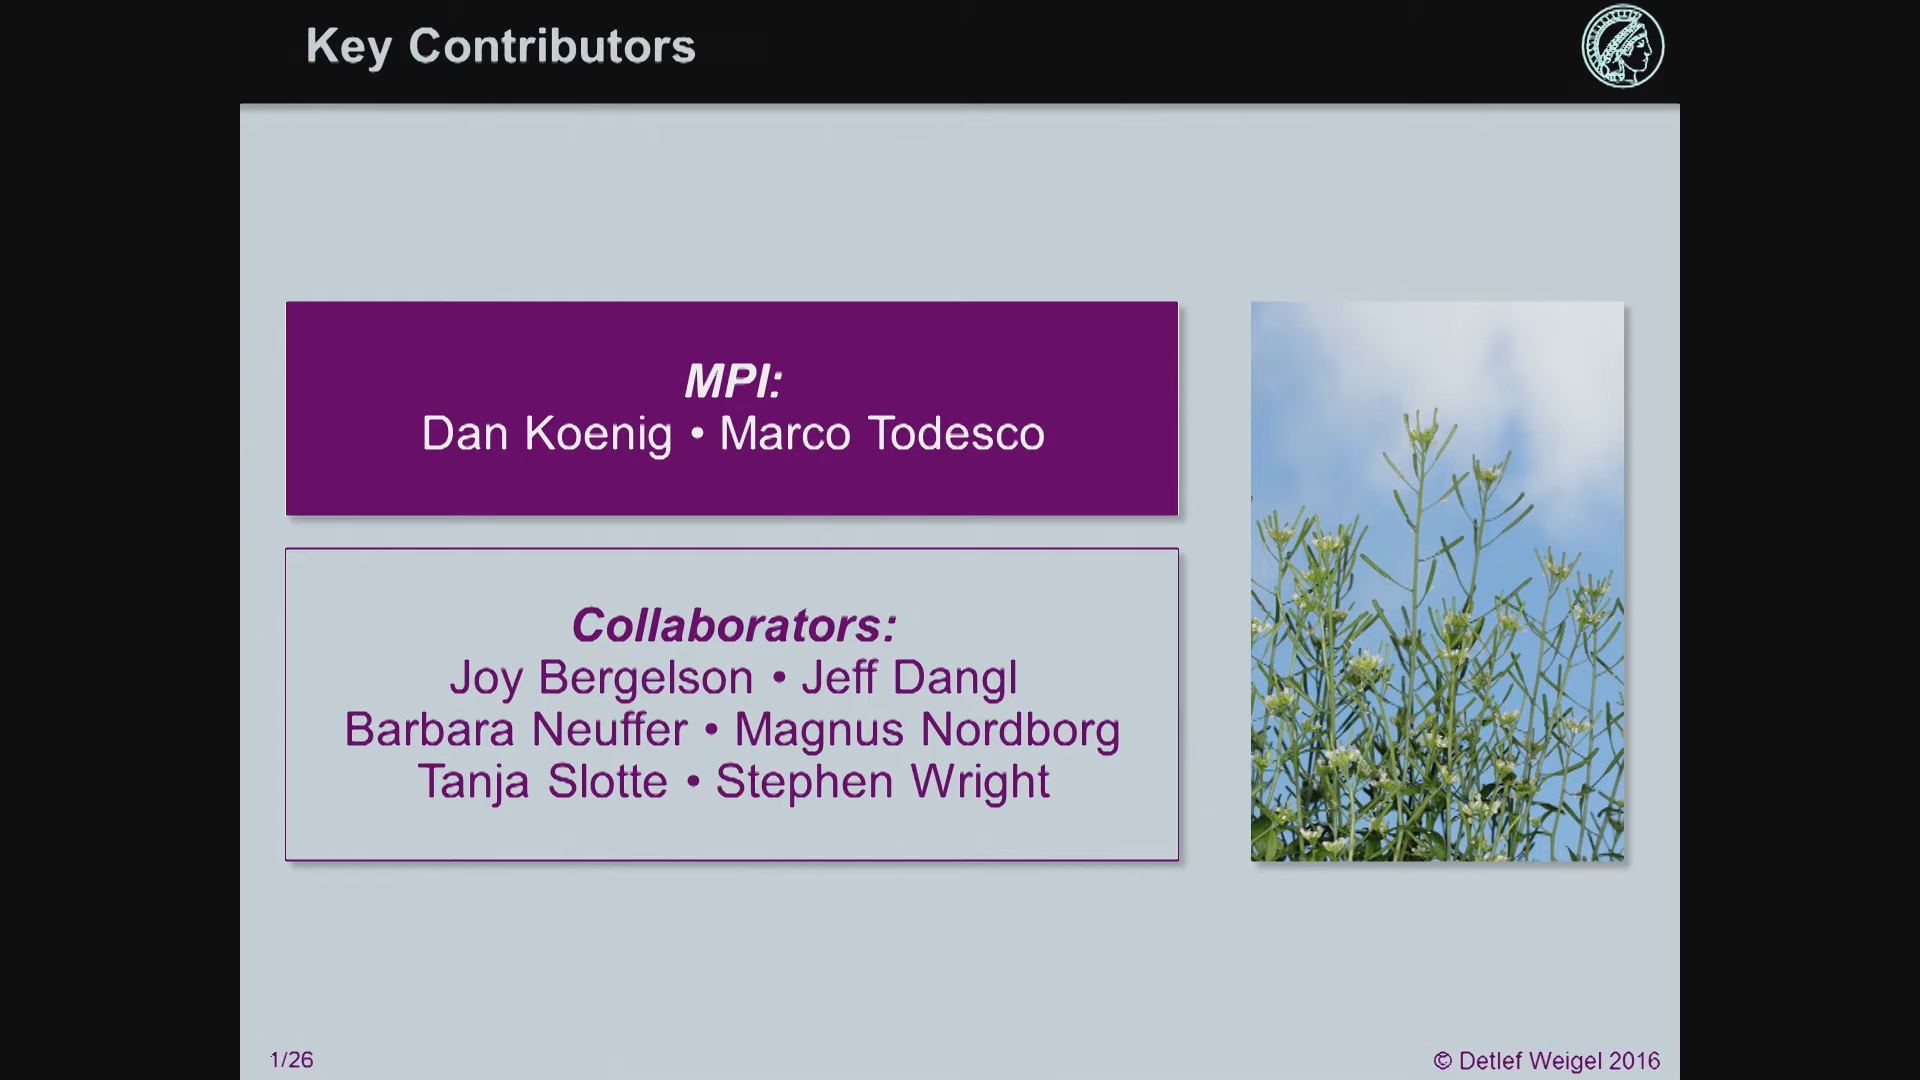 Key Contributors
MPI:
Dan Koenig • Marco Todesco
Collaborators:
Joy Bergelson • Jeff Dangl
Barbara Neuffer • Magnus Nordborg
Tanja Slotte • Stephen Wright
1/26
© Detlef Weigel 2016